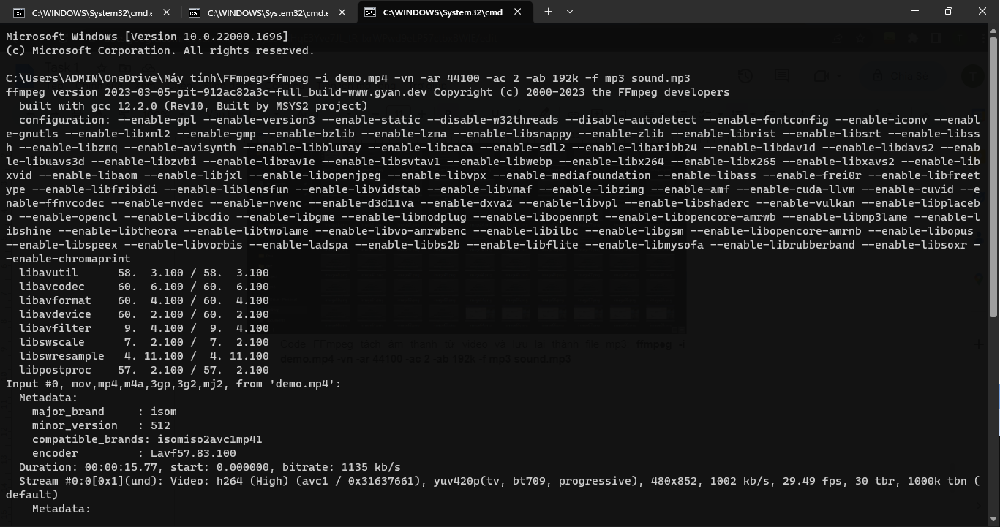 C:\WINDOWS\System32\cmd.e
C:\WINDOWS\System32\cmd.e
C:\WINDOWS\System32\cmd
Microsoft Windows [Version 10.0.22000.1696]
(c) Microsoft Corporation. All rights reserved.
C:\Users\ADMIN\OneDrive\Máy tính\FFmpeg>ffmpeg -i demo.mp4 -vn -ar 44100 -ac 2 -ab 192k -f mp3 sound.mp3
ffmpeg version 2023-03-05-git-912ac82a3c-full_build-www.gyan.dev Copyright (c) 2000-2023 the FFmpeg developers
built with gcc 12.2.0 (Rev10, Built by MSYS2 project)
configuration: --enable-gpl --enable-version3 --enable-static --disable-w32threads --disable-autodetect --enable-fontconfig --enable-iconv --enabl
e-gnutls --enable-libxml2 --enable-gmp --enable-bzlib --enable-lzma --enable-libsnappy --enable-zlib --enable-librist --enable-libsrt --enable-libss
h --enable-libzmq --enable-avisynth --enable-libbluray --enable-libcaca --enable-sdl2 --enable-libaribb24 --enable-libdav1d --enable-libdavs2 --enab
le-libuavs3d --enable-libzvbi --enable-librav1e --enable-libsvtav1 --enable-libwebp --enable-libx264 --enable-libx265 --enable-libxavs2 --enable-lib
xvid --enable-libaom --enable-libjxl --enable-libopenjpeg --enable-libvpx --enable-mediafoundation --enable-libass --enable-frei0r --enable-libfreet
ype --enable-libfribidi --enable-liblensfun --enable-libvidstab --enable-libvmaf --enable-libzimg --enable-amf --enable-cuda-llvm --enable-cuvid --e
nable-ffnvcodec --enable-nvdec --enable-nvenc --enable-d3d11va --enable-dxva2 --enable-libvpl --enable-libshaderc --enable-vulkan --enable-libplaceb
o --enable-opencl --enable-libcdio --enable-libgme --enable-libmodplug --enable-libopenmpt --enable-libopencore-amrwb --enable-libmp3lame --enable-l
ibshine --enable-libtheora --enable-libtwolame --enable-libvo-amrwbenc --enable-libilbc --enable-libgsm --enable-libopencore-amrnb --enable-libopus
--enable-libspeex --enable-libvorbis --enable-ladspa --enable-libbs2b --enable-libflite --enable-libmysofa --enable-librubberband --enable-libsoxr -
-enable-chromaprint
libavutil 58. 3.100 / 58. 3.100
libavcodec 60. 6.100 / 60. 6.100
libavformat 60. 4.100 / 60. 4.100
libavdevice 60. 2.100 / 60. 2.100
libavfilter 9. 4.100 / 9. 4.100
libswscale 7. 2.100 / 7. 2.100
Code FFmpeg tách âm thanh từ video và lưu lại thành file mp3: ffmpeg -i
libswresample 4. 11.100 / 4. 11.100
demo.mp4 -vn -ar 44100 -ac 2 -ab 192k -f mp3 sound.mp3
libpostproc 57. 2.100 / 57. 2.100
Input #0, mov,mp4,m4a,3gp,3g2,mj2, from 'demo.mp4':
Metadata:
major_brand : isom
minor_version : 512
compatible_brands: isomiso2avc1mp41
encoder : Lavf57.83.100
Duration: 00:00:15.77, start: 0.000000, bitrate: 1135 kb/s
Stream #0:0[0x1](und): Video: h264 (High) (avc1 / 0x31637661), yuv420p(tv, bt709, progressive), 480x852, 1002 kb/s, 29.49 fps, 30 tbr, 1000k tbn (
default)
Metadata: